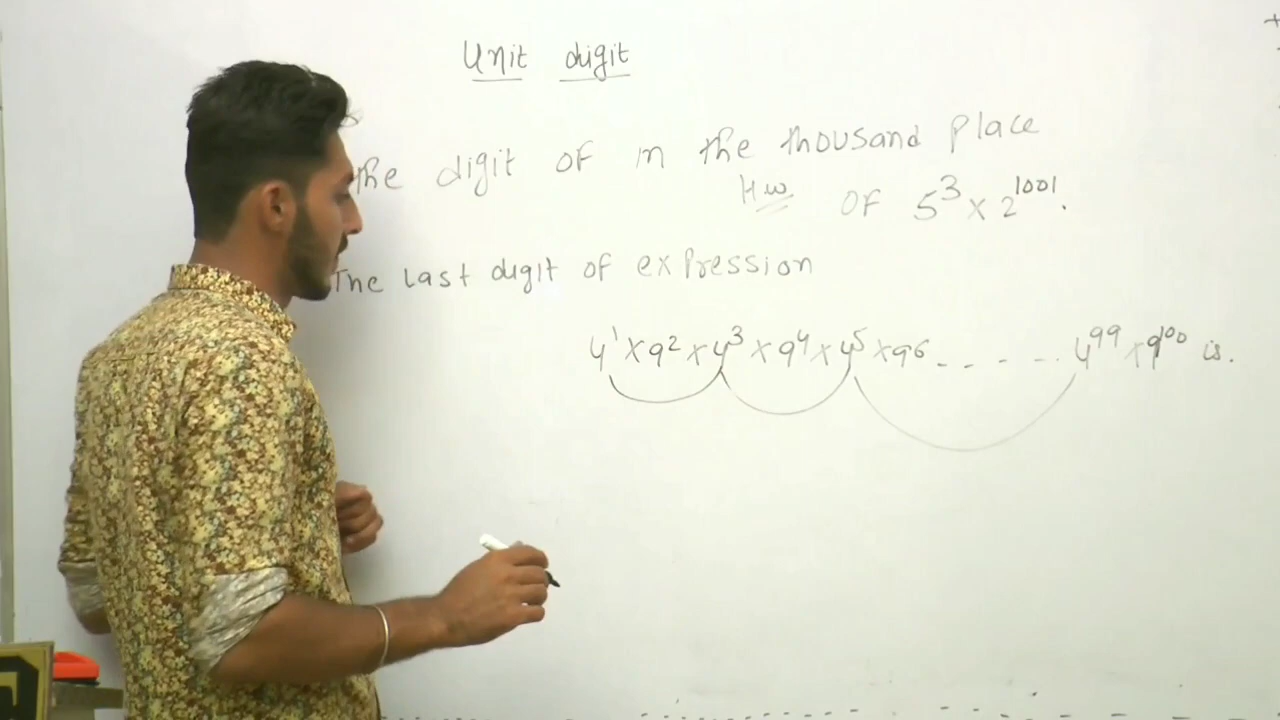 Unit digit
The digit of in the thousand place
H.w of 5³ × 2¹⁰⁰¹.
The last digit of expression
4¹ × 9² × 4³ × 9⁴ × 4⁵ × 9⁶ - - - - - . 4⁹⁹ × 9¹⁰⁰ is.